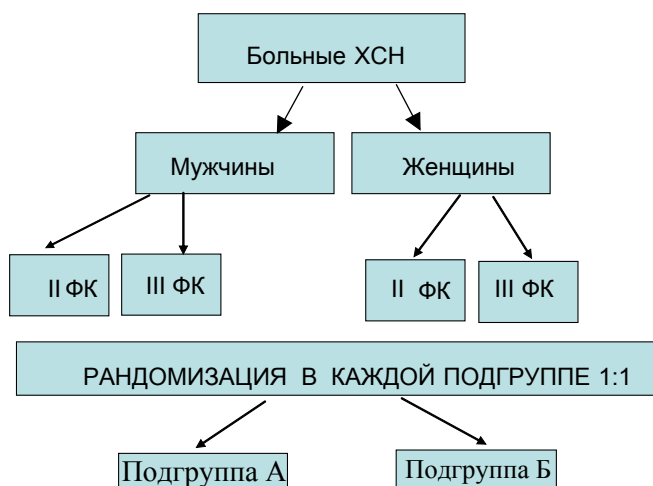 Больные ХСН
Мужчины
Женщины
II ФК
III ФК
II ФК
III ФК
РАНДОМИЗАЦИЯ В КАЖДОЙ ПОДГРУППЕ 1:1
Подгруппа А
Подгруппа Б